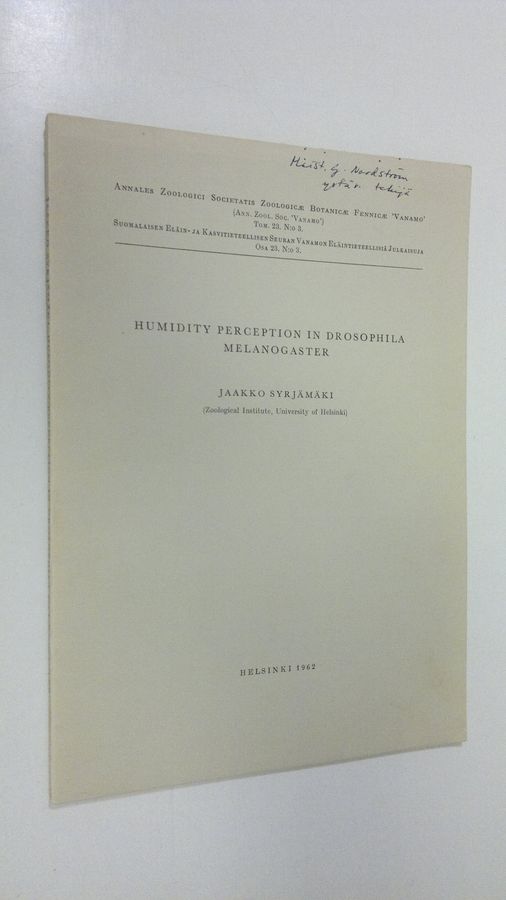 Minist. G. Nordström
ystäv. tekijä
ANNALES ZOOLOGICI SOCIETATIS ZOOLOGICÆ BOTANICÆ FENNICÆ 'VANAMO'
(ANN. ZOOL. SOC. 'VANAMO')
TOM. 23. N:o 3.
SUOMALAISEN ELÄIN- JA KASVITIETEELLISEN SEURAN VANAMON ELÄINTIETEELLISIÄ JULKAISUJA
OSA 23. N:o 3.
HUMIDITY PERCEPTION IN DROSOPHILA
MELANOGASTER
JAAKKO SYRJÄMÄKI
(Zoological Institute, University of Helsinki)
HELSINKI 1962